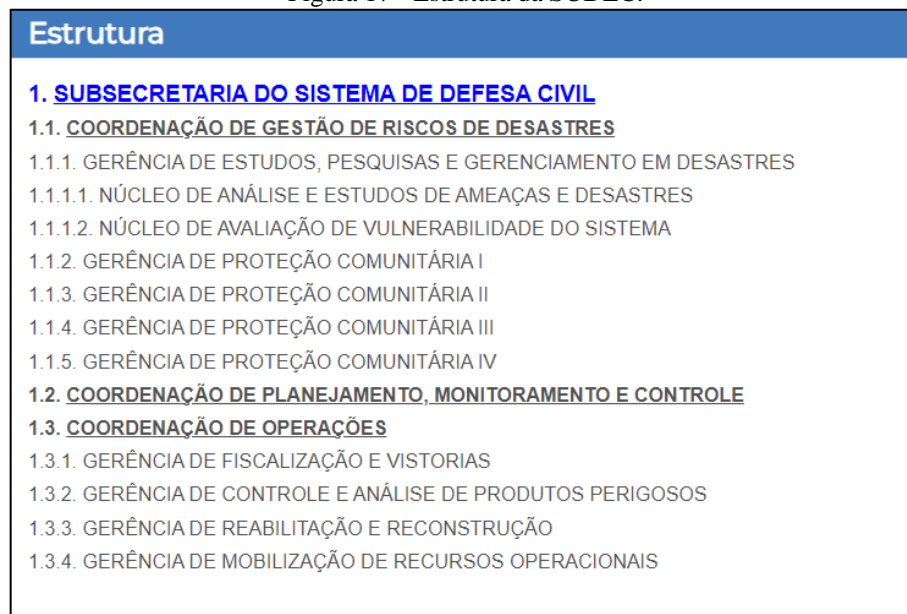 Estrutura
1. SUBSECRETARIA DO SISTEMA DE DEFESA CIVIL
1.1. COORDENAÇÃO DE GESTÃO DE RISCOS DE DESASTRES
1.1.1. GERÊNCIA DE ESTUDOS, PESQUISAS E GERENCIAMENTO EM DESASTRES
1.1.1.1. NÚCLEO DE ANÁLISE E ESTUDOS DE AMEAÇAS E DESASTRES
1.1.1.2. NÚCLEO DE AVALIAÇÃO DE VULNERABILIDADE DO SISTEMA
1.1.2. GERÊNCIA DE PROTEÇÃO COMUNITÁRIA I
1.1.3. GERÊNCIA DE PROTEÇÃO COMUNITÁRIA II
1.1.4. GERÊNCIA DE PROTEÇÃO COMUNITÁRIA III
1.1.5. GERÊNCIA DE PROTEÇÃO COMUNITÁRIA IV
1.2. COORDENAÇÃO DE PLANEJAMENTO, MONITORAMENTO E CONTROLE
1.3. COORDENAÇÃO DE OPERAÇÕES
1.3.1. GERÊNCIA DE FISCALIZAÇÃO E VISTORIAS
1.3.2. GERÊNCIA DE CONTROLE E ANÁLISE DE PRODUTOS PERIGOSOS
1.3.3. GERÊNCIA DE REABILITAÇÃO E RECONSTRUÇÃO
1.3.4. GERÊNCIA DE MOBILIZAÇÃO DE RECURSOS OPERACIONAIS